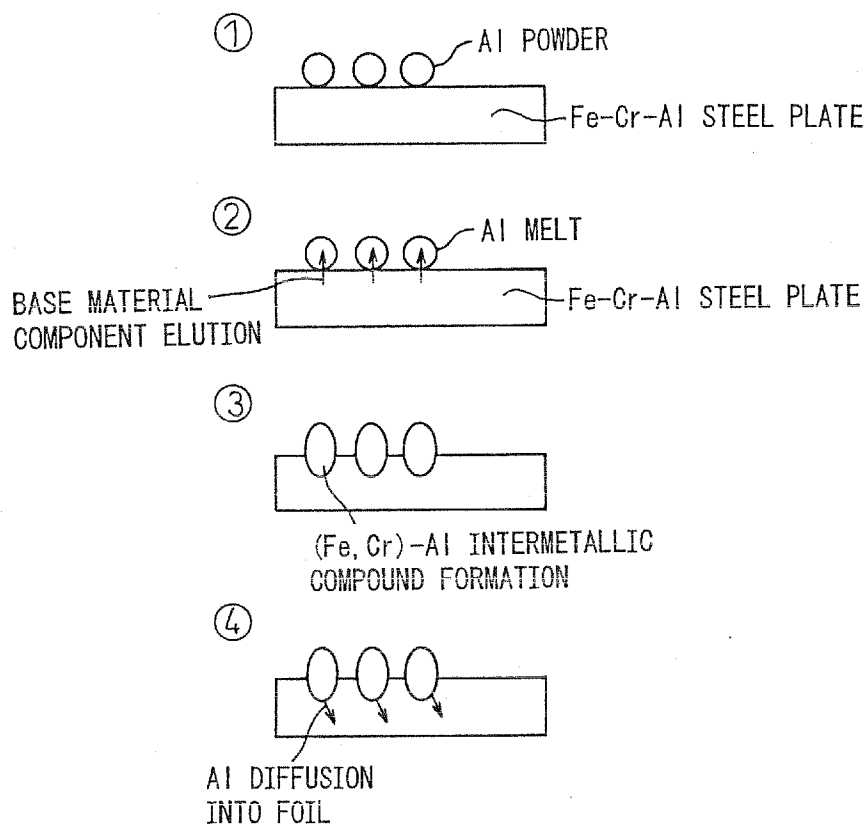 ①
Al POWDER
Fe-Cr-Al STEEL PLATE
②
Al MELT
BASE MATERIAL
COMPONENT ELUTION
Fe-Cr-Al STEEL PLATE
③
(Fe, Cr)-Al INTERMETALLIC
COMPOUND FORMATION
④
Al DIFFUSION
INTO FOIL